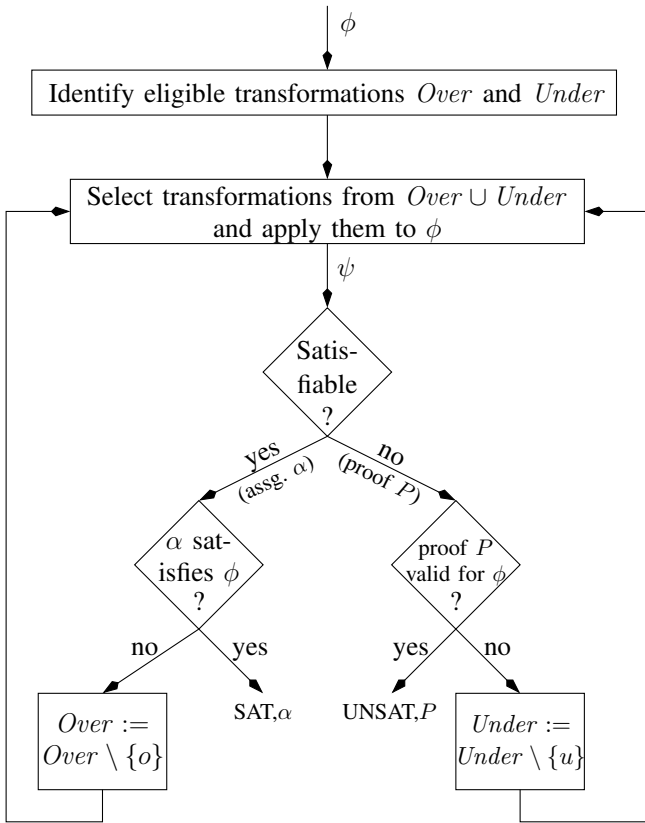 ϕ
Identify eligible transformations Over and Under
Select transformations from Over ∪ Under
and apply them to ϕ
ψ
Satis-
fiable
?
yes
(assg. α)
no
(proof P)
α sat-
isfies ϕ
?
proof P
valid for ϕ
?
no
yes
yes
no
Over :=
Over \ {o}
SAT,α
UNSAT,P
Under :=
Under \ {u}